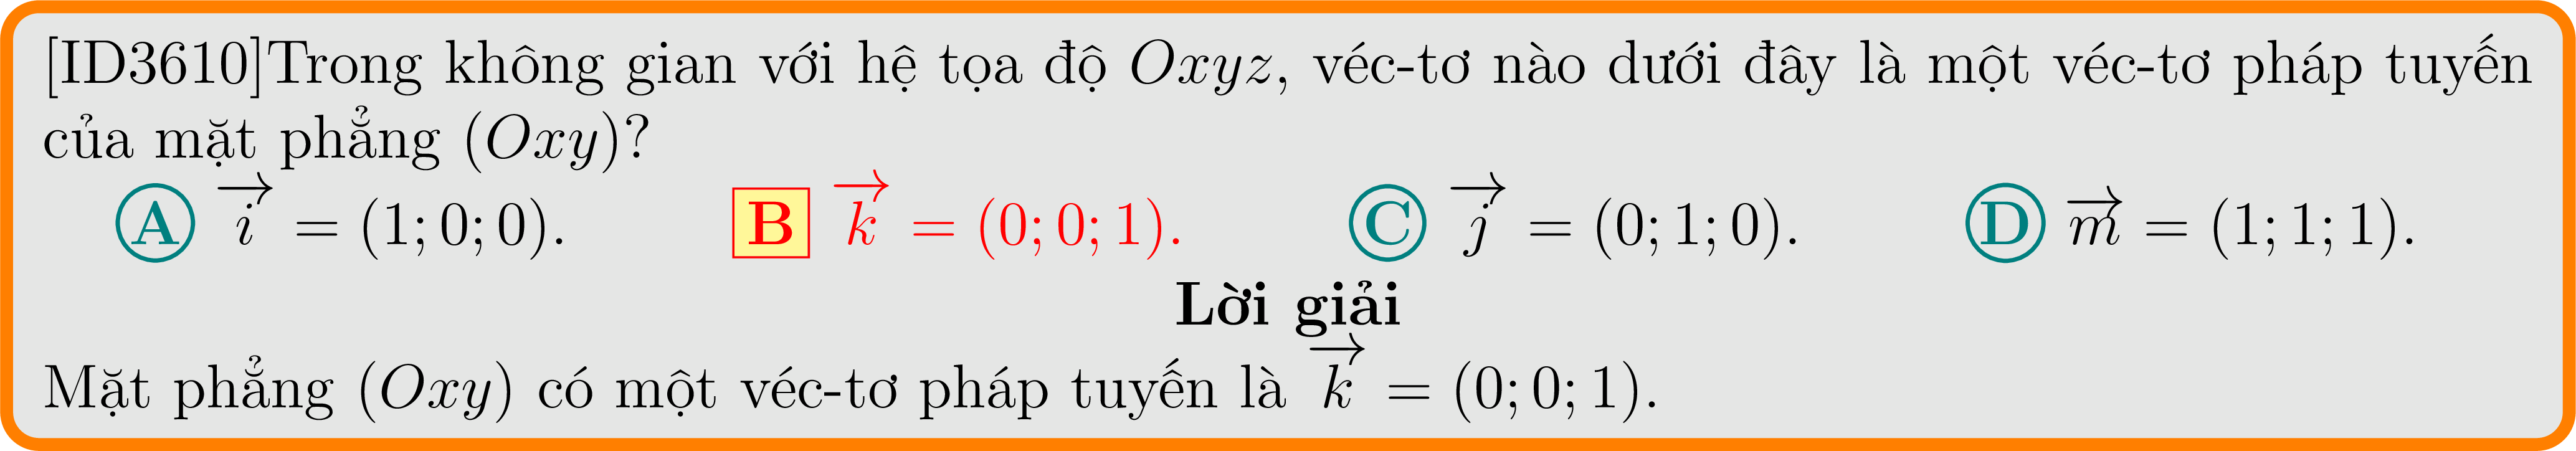 [ID3610]Trong không gian với hệ tọa độ Oxyz, véc-tơ nào dưới đây là một véc-tơ pháp tuyến
của mặt phẳng (Oxy)?
A $\overrightarrow{i}$ = (1; 0; 0). B $\overrightarrow{k}$ = (0; 0; 1). C $\overrightarrow{j}$ = (0; 1; 0). D $\overrightarrow{m}$ = (1; 1; 1).
Lời giải
Mặt phẳng (Oxy) có một véc-tơ pháp tuyến là $\overrightarrow{k}$ = (0; 0; 1).